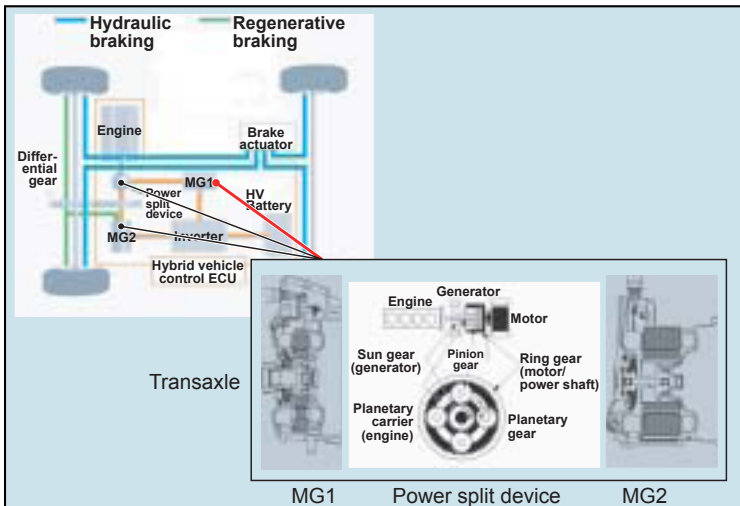 Hydraulic
braking
Regenerative
braking
Engine
Brake
actuator
Differ-
ential
gear
MG1
Power
split
device
HV
Battery
MG2
Inverter
Hybrid vehicle
control ECU
Generator
Engine
Motor
Sun gear
(generator)
Pinion
gear
Ring gear
(motor/
power shaft)
Transaxle
Planetary
carrier
(engine)
Planetary
gear
MG1
Power split device
MG2